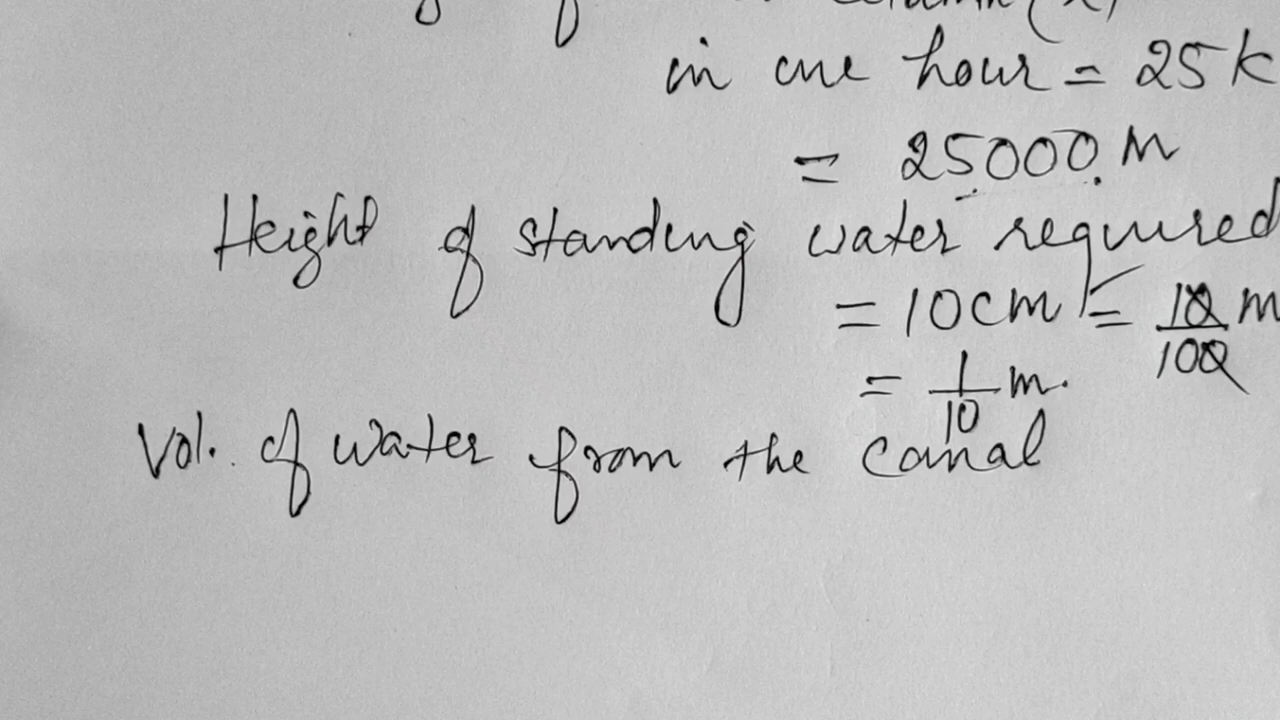 in one hour = 25 k
= 25000 m
Height of standing water required
= 10 cm = 10/100 m
= 1/10 m.
Vol. of water from the canal